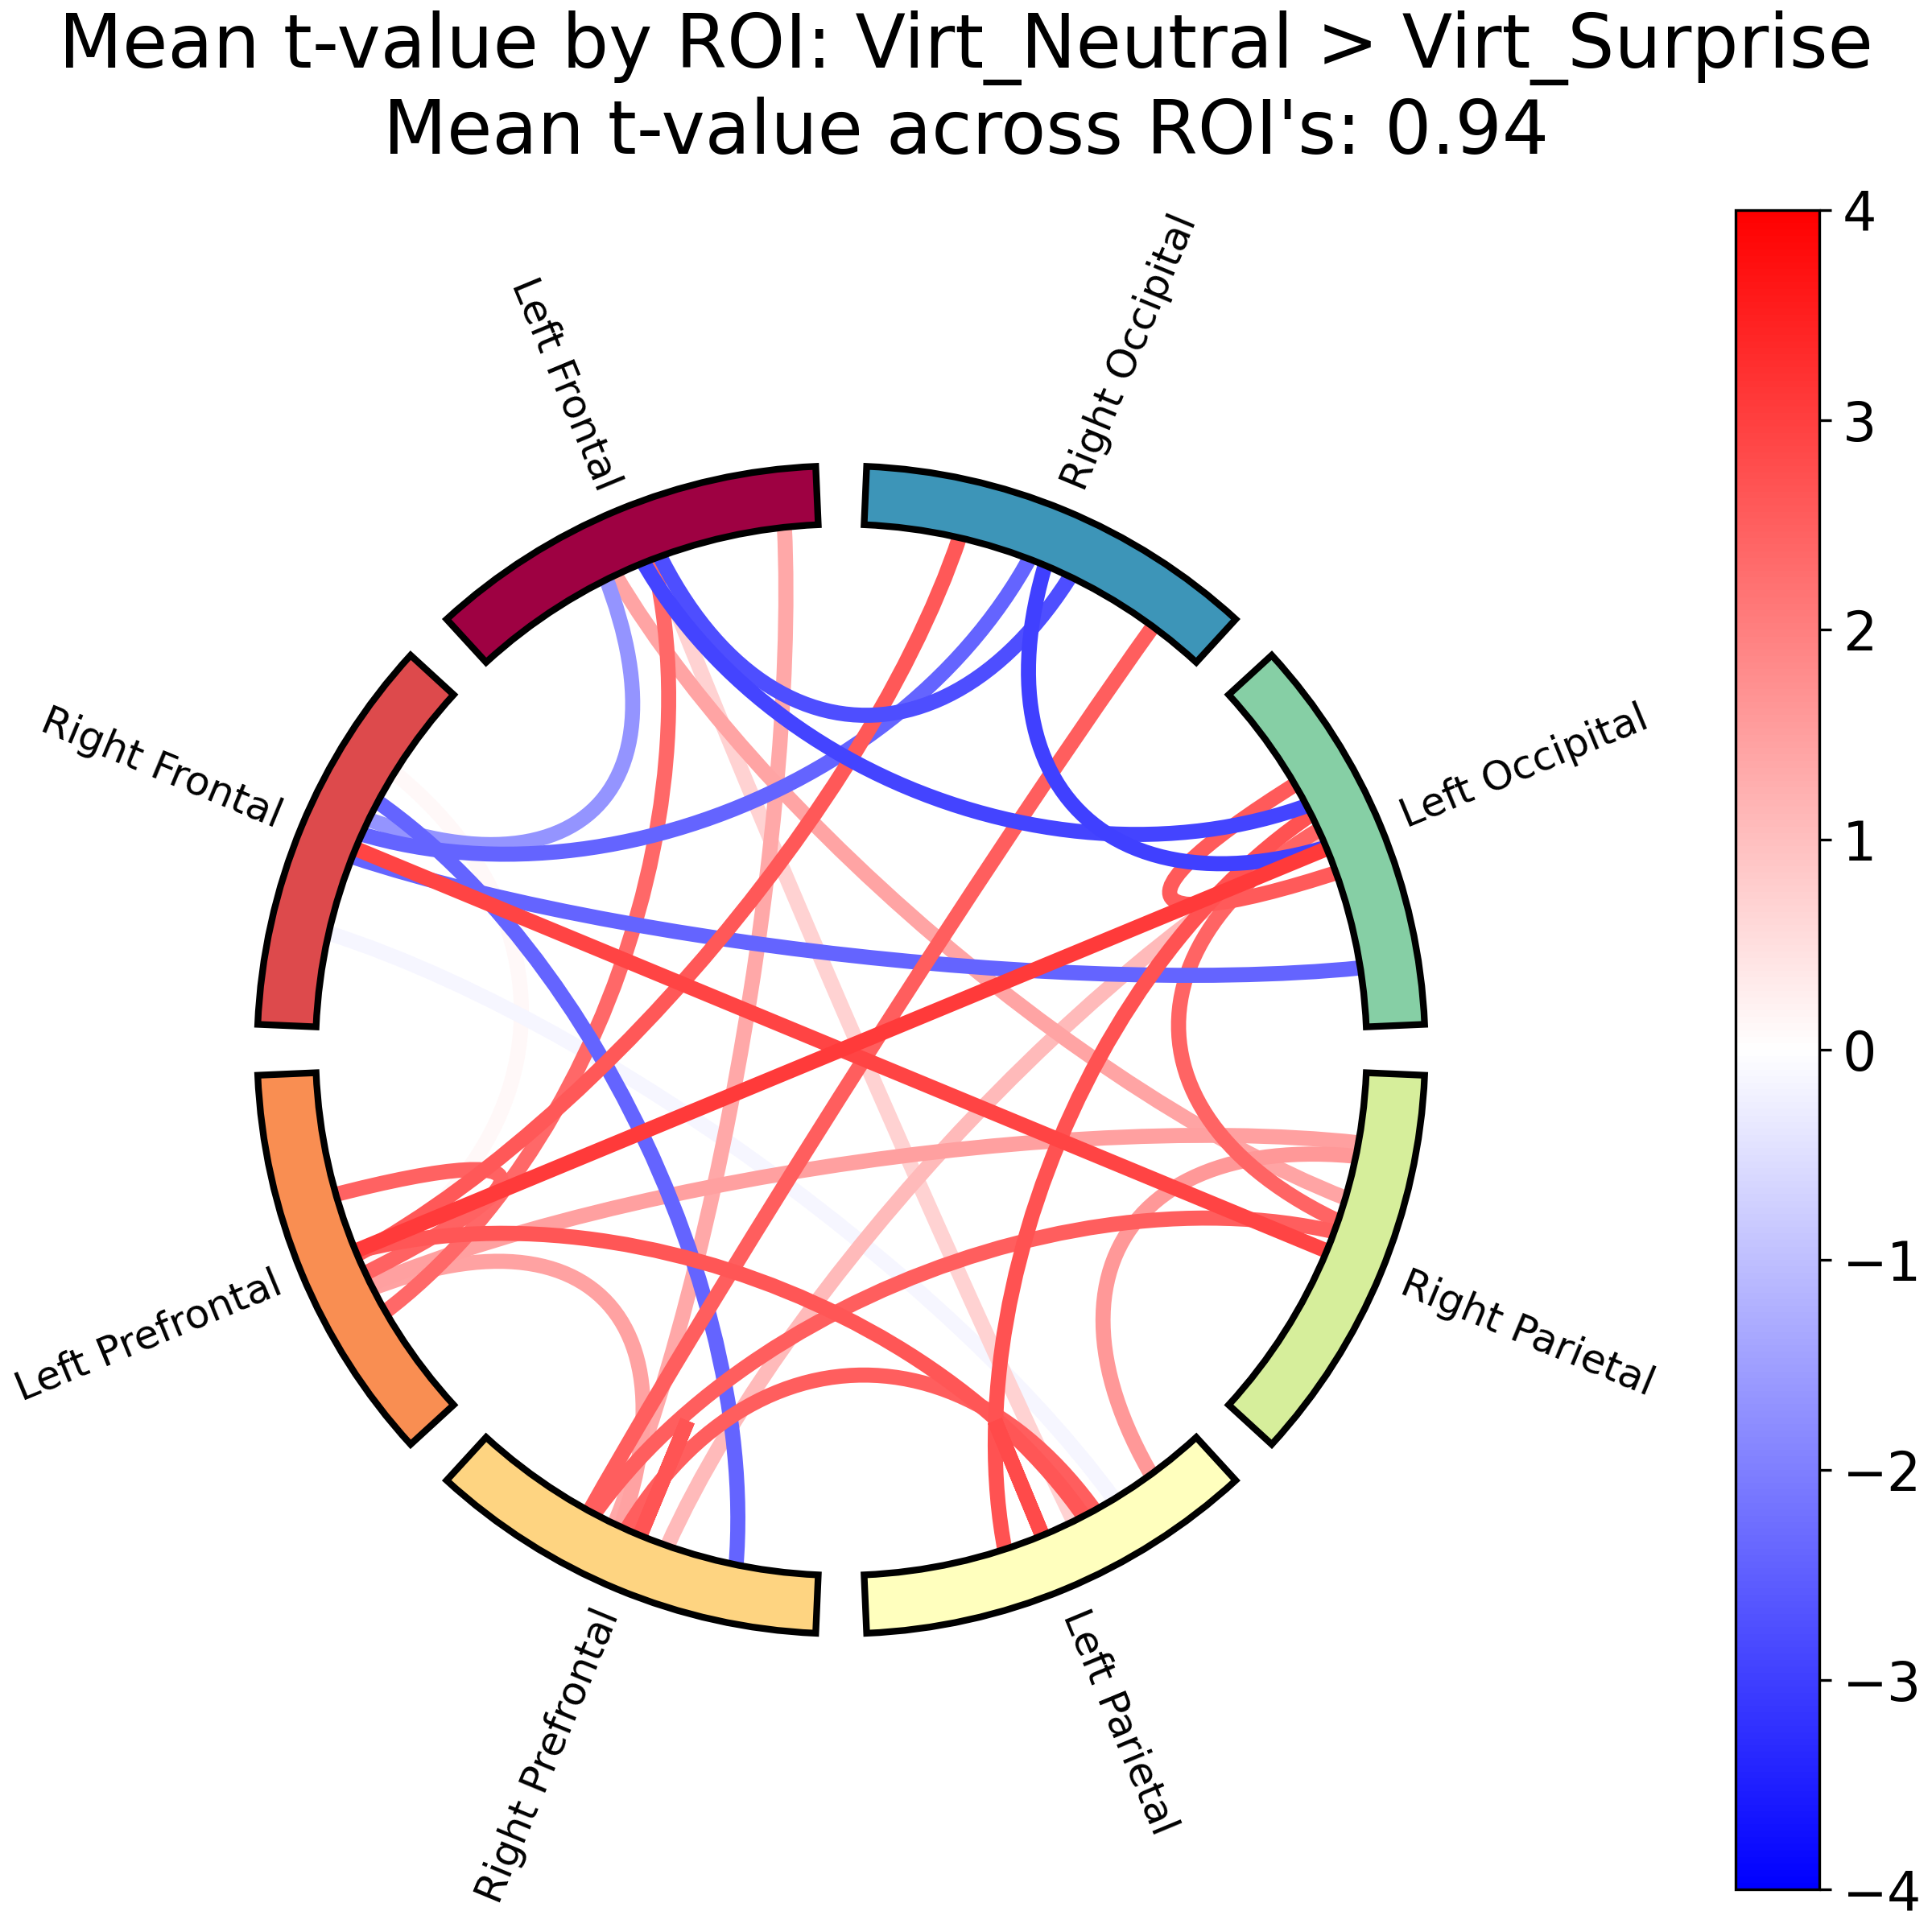 Mean t-value by ROI: Virt_Neutral > Virt_Surprise
Mean t-value across ROI's: 0.94
Left Frontal
Right Occipital
Right Frontal
Left Occipital
Left Prefrontal
Right Parietal
Right Prefrontal
Left Parietal
4
3
2
1
0
−1
−2
−3
−4